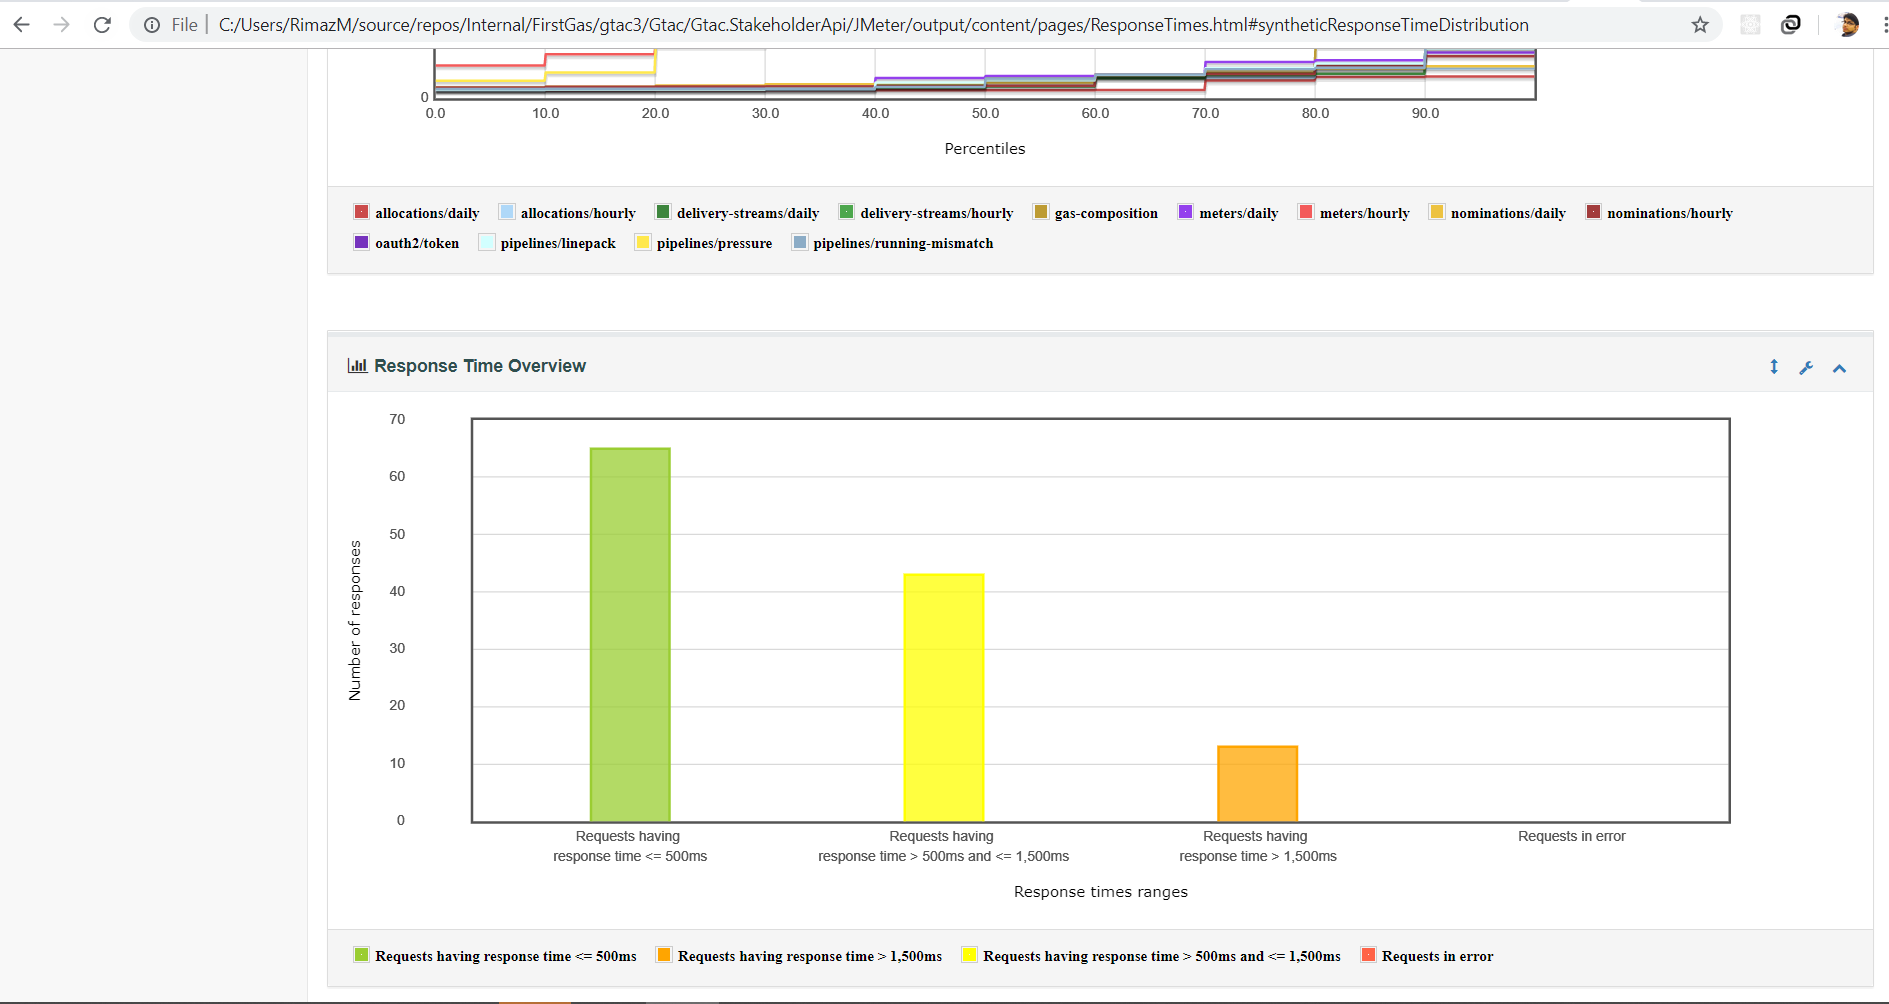 File | C:/Users/RimazM/source/repos/Internal/FirstGas/gtac3/Gtac/Gtac.StakeholderApi/JMeter/output/content/pages/ResponseTimes.html#syntheticResponseTimeDistribution
0
0.0 10.0 20.0 30.0 40.0 50.0 60.0 70.0 80.0 90.0
Percentiles
allocations/daily allocations/hourly delivery-streams/daily delivery-streams/hourly gas-composition meters/daily meters/hourly nominations/daily nominations/hourly
oauth2/token pipelines/linepack pipelines/pressure pipelines/running-mismatch
Response Time Overview
70
60
50
40
30
20
10
0
Number of responses
Requests having response time <= 500ms
Requests having response time > 500ms and <= 1,500ms
Requests having response time > 1,500ms
Requests in error
Response times ranges
Requests having response time <= 500ms Requests having response time > 1,500ms Requests having response time > 500ms and <= 1,500ms Requests in error